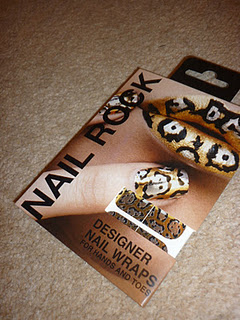 NAIL ROCK
DESIGNER
NAIL WRAPS
FOR HANDS AND TOES